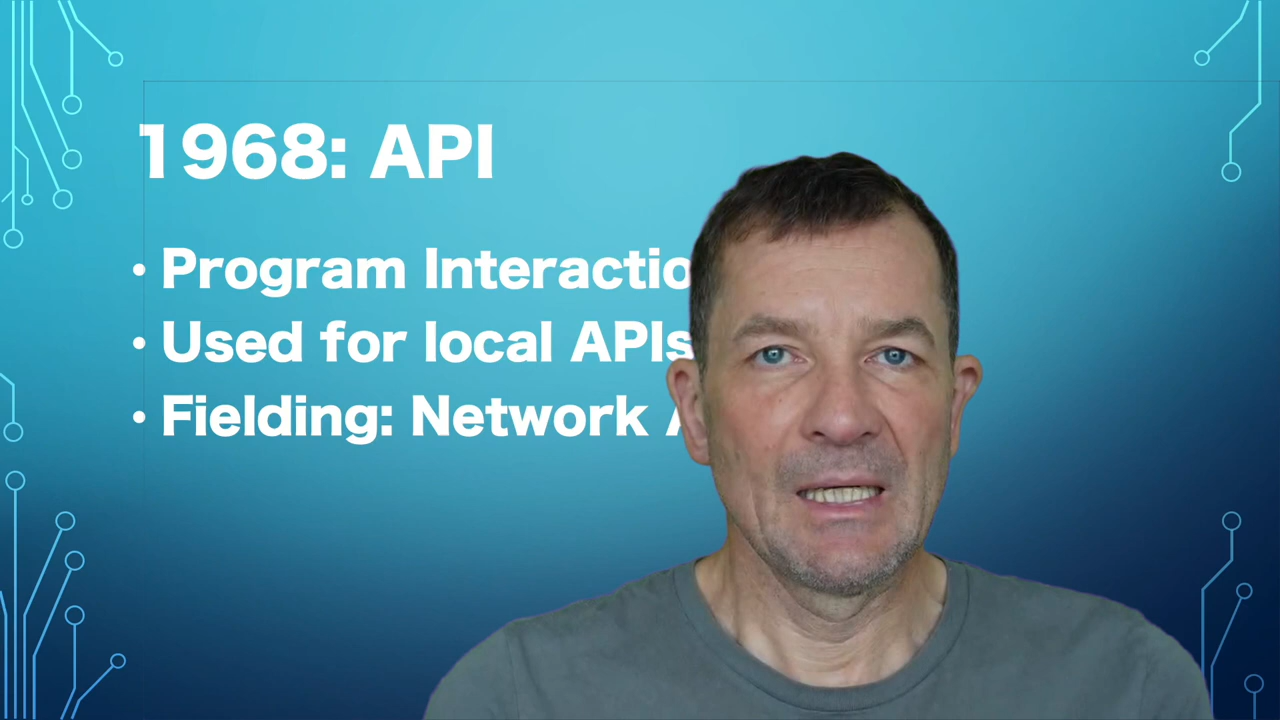 1968: API
• Program Interactio
• Used for local APIs
• Fielding: Network